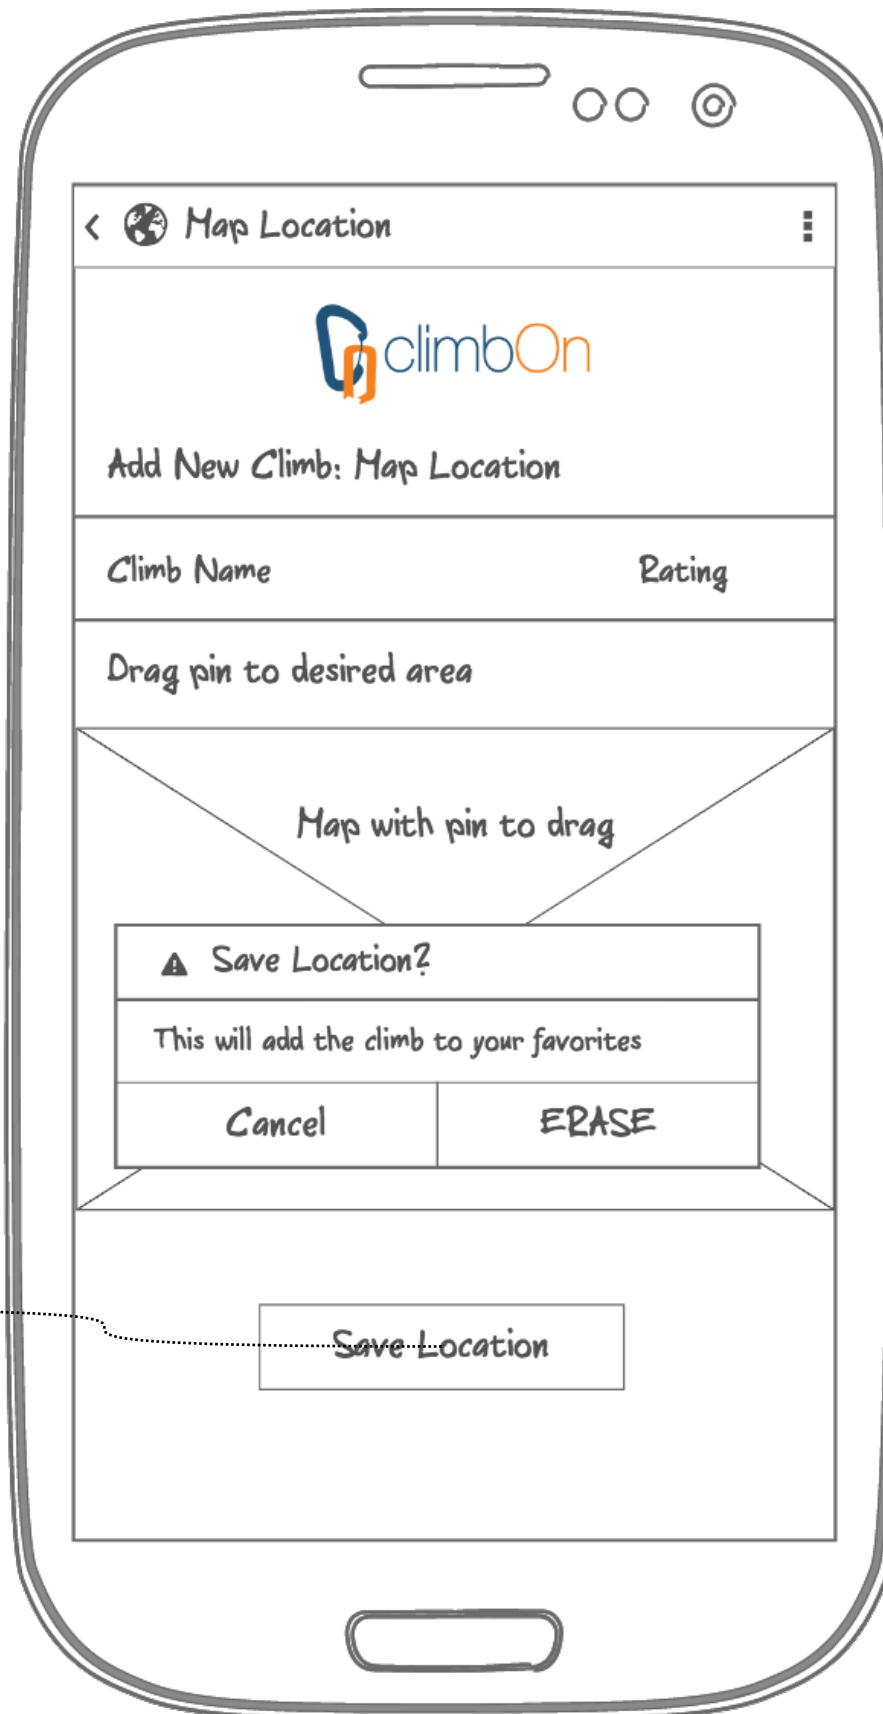 Map Location
climbOn
Add New Climb: Map Location
Climb Name Rating
Drag pin to desired area
Map with pin to drag
Save Location?
This will add the climb to your favorites
Cancel ERASE
Save Location